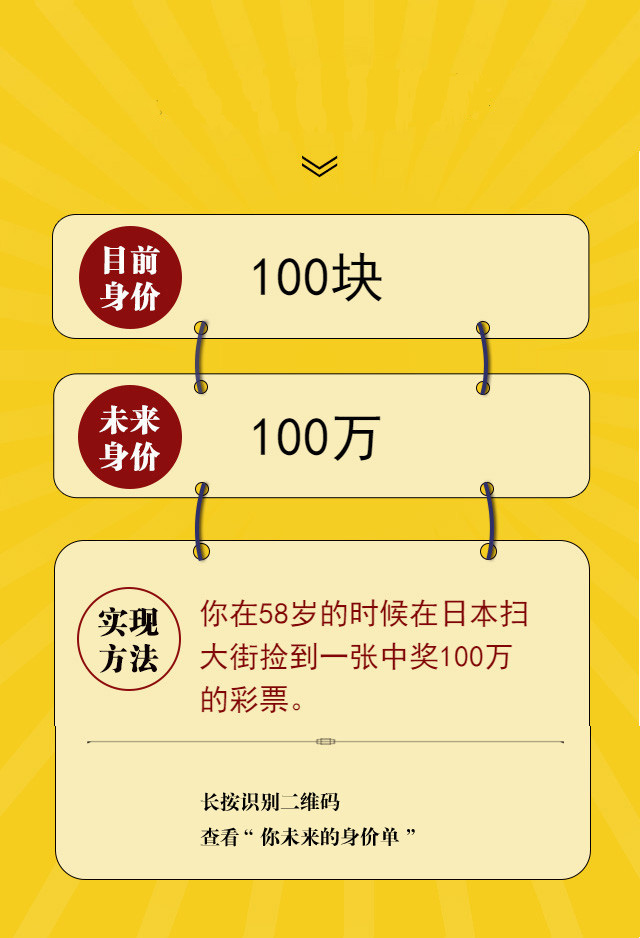 目前
身价
100块
未来
身价
100万
实现
方法
你在58岁的时候在日本扫
大街捡到一张中奖100万
的彩票。
长按识别二维码
查看“你未来的身价单”